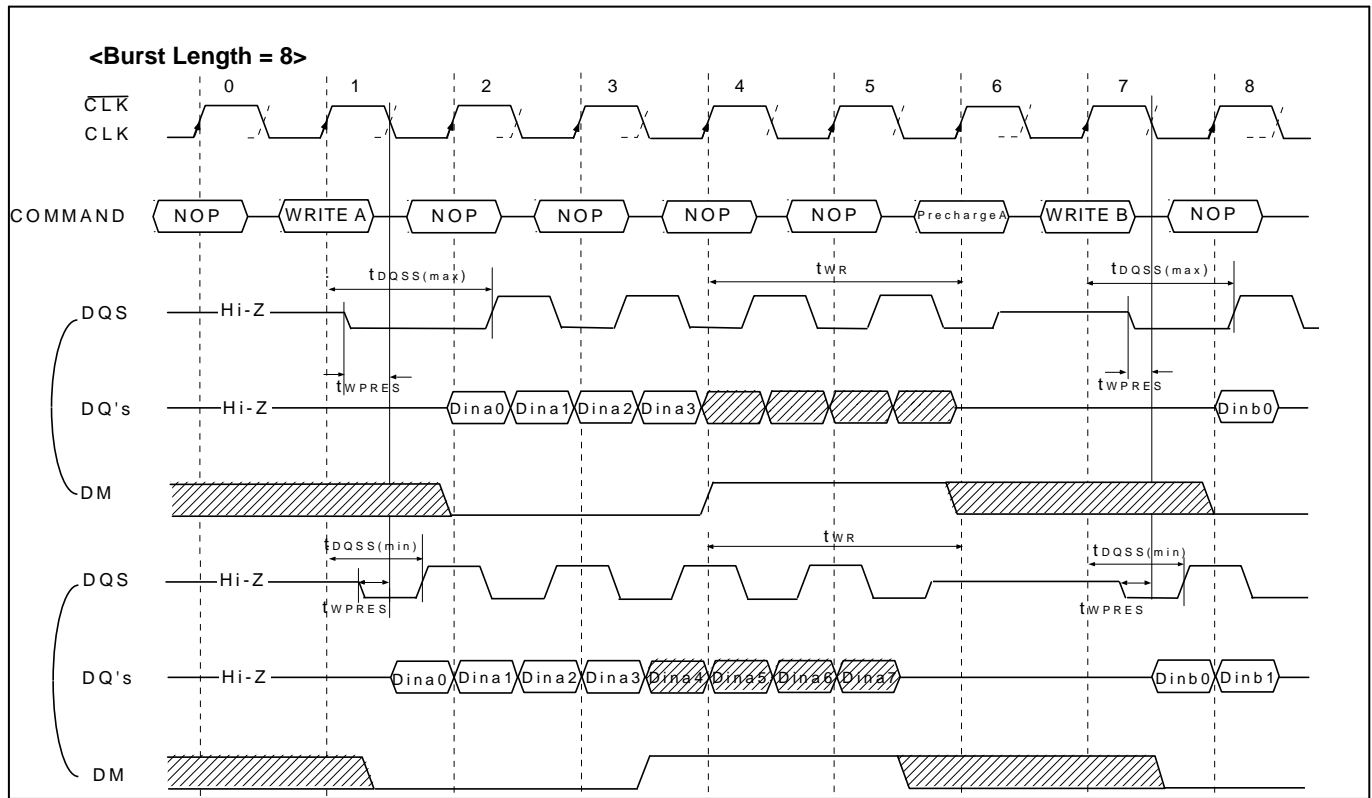 <Burst Length = 8>
0 1 2 3 4 5 6 7 8
CLK
CLK
COMMAND NOP WRITE A NOP NOP NOP NOP PrechargeA WRITE B NOP
tDQSS(max) tWR tDQSS(max)
DQS Hi-Z
tWPRES tWPRES
DQ's Hi-Z Dina0 Dina1 Dina2 Dina3 Dinb0
DM
tDQSS(min) tWR tDQSS(min)
DQS Hi-Z
tWPRES tWPRES
DQ's Hi-Z Dina0 Dina1 Dina2 Dina3 Dina4 Dina5 Dina6 Dina7 Dinb0 Dinb1
DM